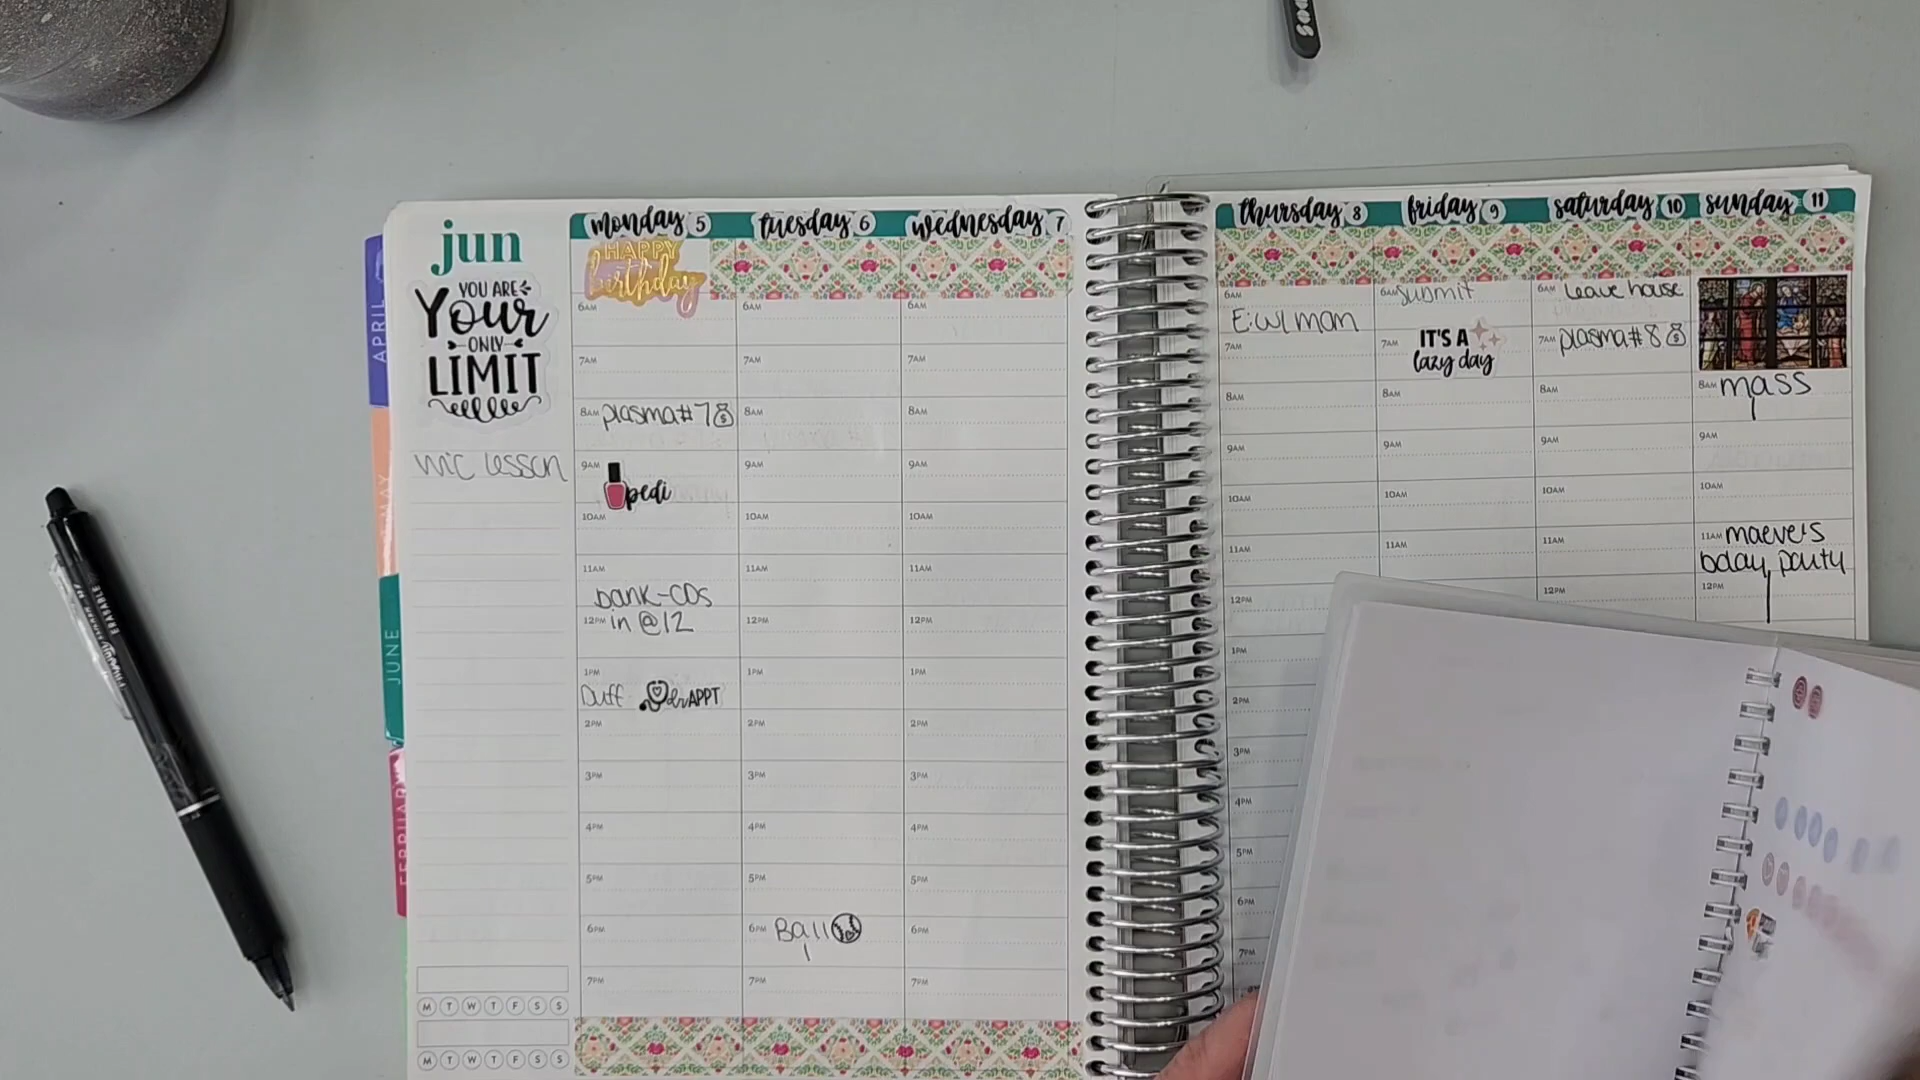 jun
YOU ARE
Your
ONLY
LIMIT
APRIL
MAY
JUNE
FEBRUARY
ERASABLE
monday 5
HAPPY
birthday
6AM
7AM
8AM plasma #7 $
9AM
pedi
10AM
11AM
bank-CDs
12PM in @12
1PM
Duff dr APPT
2PM
3PM
4PM
5PM
6PM
7PM
tuesday 6
6AM
7AM
8AM
9AM
10AM
11AM
12PM
1PM
2PM
3PM
4PM
5PM
6PM Ball
7PM
wednesday 7
6AM
7AM
8AM
9AM
10AM
11AM
12PM
1PM
2PM
3PM
4PM
5PM
6PM
7PM
M T W T F S S
M T W T F S S
thursday 8
6AM
7AM
8AM
9AM
10AM
11AM
12PM
1PM
2PM
3PM
4PM
5PM
6PM
7PM
friday 9
6AM submit
7AM IT'S A
lazy day
8AM
9AM
10AM
11AM
saturday 10
6AM leave house
7AM plasma #8 $
8AM
9AM
10AM
11AM
12PM
sunday 11
8AM mass
9AM
10AM
11AM maeve's
bday party
12PM